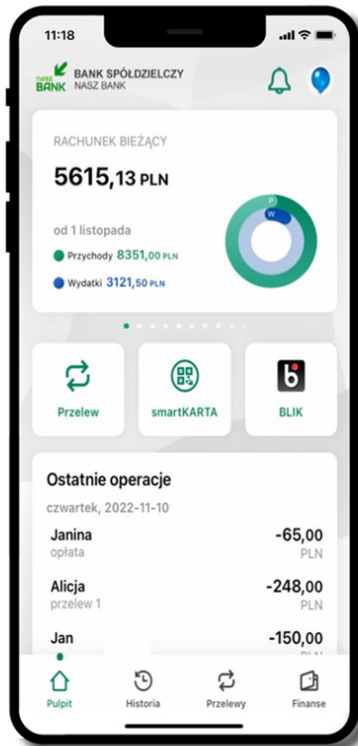 11:18
nasz BANK BANK SPÓŁDZIELCZY
NASZ BANK
RACHUNEK BIEŻĄCY
5615,13 PLN
od 1 listopada
Przychody 8351,00 PLN
Wydatki 3121,50 PLN
P
W
Przelew smartKARTA BLIK
Ostatnie operacje
czwartek, 2022-11-10
Janina -65,00
opłata PLN
Alicja -248,00
przelew 1 PLN
Jan -150,00
PLN
Pulpit Historia Przelewy Finanse